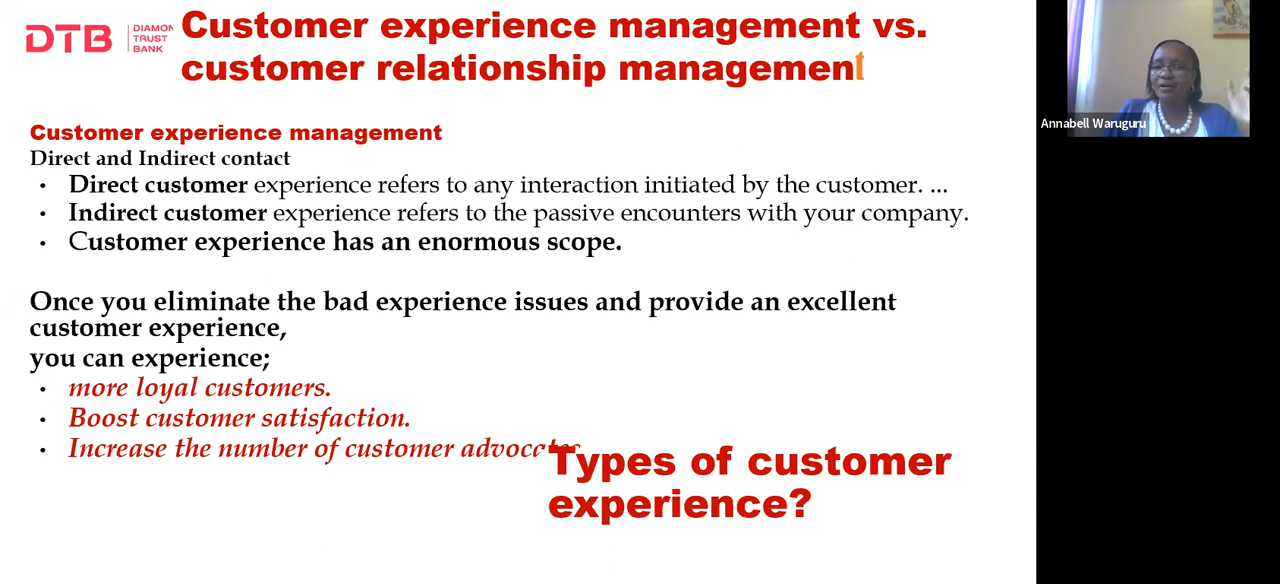 Customer experience management vs.
customer relationship management
DTB
DIAMON
TRUST
BANK
Annabell Waruguru
Customer experience management
Direct and Indirect contact
• Direct customer experience refers to any interaction initiated by the customer. ...
• Indirect customer experience refers to the passive encounters with your company.
• Customer experience has an enormous scope.
Once you eliminate the bad experience issues and provide an excellent
customer experience,
you can experience;
• more loyal customers.
• Boost customer satisfaction.
• Increase the number of customer advocates
Types of customer
experience?